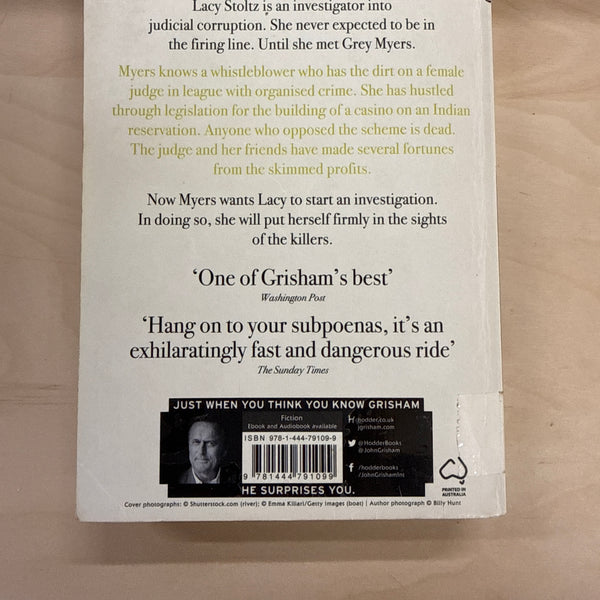 Lacy Stoltz is an investigator into
judicial corruption. She never expected to be in
the firing line. Until she met Grey Myers.
Myers knows a whistleblower who has the dirt on a female
judge in league with organised crime. She has hustled
through legislation for the building of a casino on an Indian
reservation. Anyone who opposed the scheme is dead.
The judge and her friends have made several fortunes
from the skimmed profits.
Now Myers wants Lacy to start an investigation.
In doing so, she will put herself firmly in the sights
of the killers.
‘One of Grisham’s best’
Washington Post
‘Hang on to your subpoenas, it’s an
exhilaratingly fast and dangerous ride’
The Sunday Times
JUST WHEN YOU THINK YOU KNOW GRISHAM
Fiction
Ebook and Audiobook available
ISBN 978-1-444-79109-9
9 781444 791099
hodder.co.uk
jgrisham.com
@HodderBooks
@JohnGrisham
/hodderbooks
/JohnGrishamInc
HE SURPRISES YOU.
PRINTED IN
AUSTRALIA
Cover photographs: © Shutterstock.com (river); © Emma Kiliari/Getty images (boat) | Author photograph © Billy Hunt